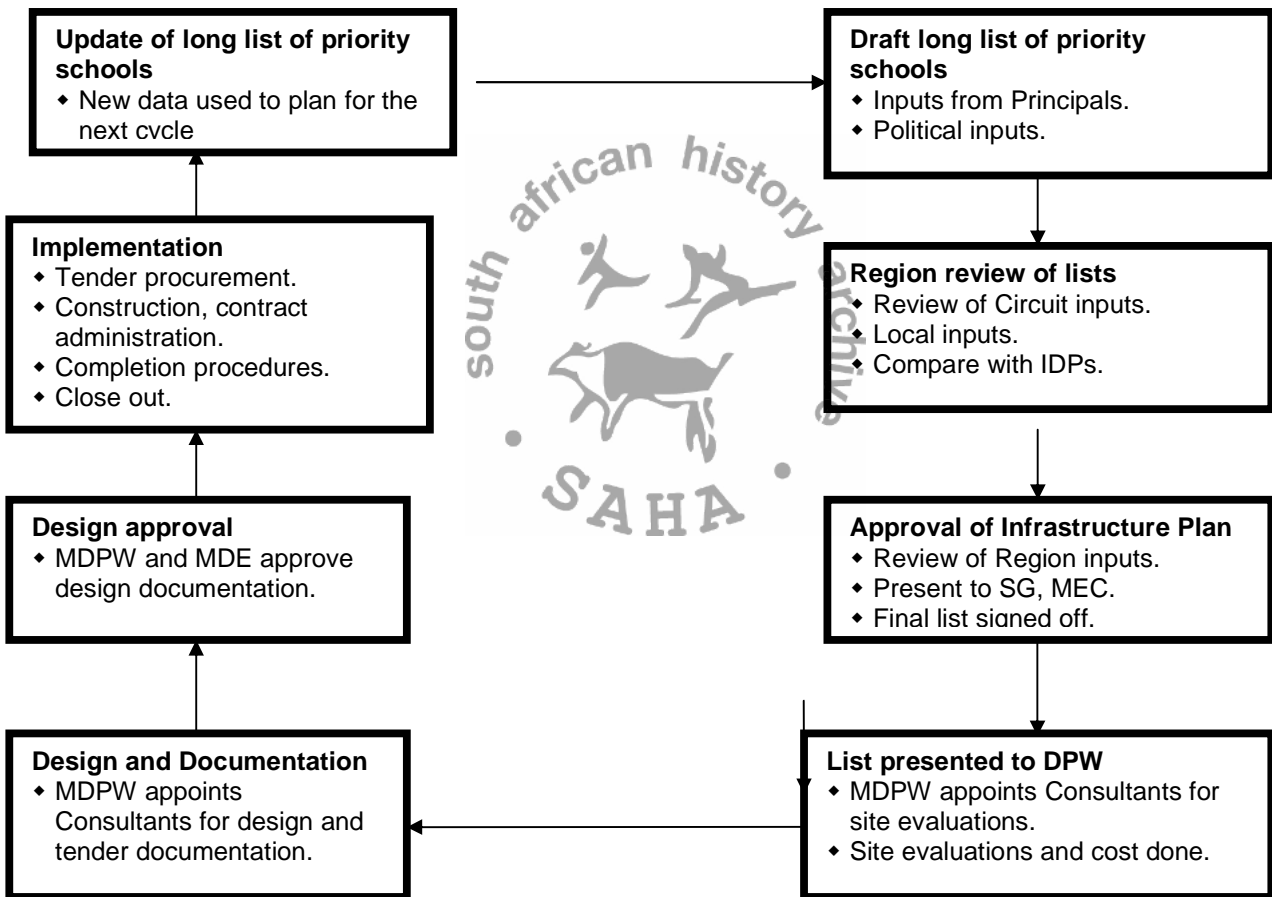 Update of long list of priority
schools
◆ New data used to plan for the
next cycle
Draft long list of priority
schools
◆ Inputs from Principals.
◆ Political inputs.
Region review of lists
◆ Review of Circuit inputs.
◆ Local inputs.
◆ Compare with IDPs.
Approval of Infrastructure Plan
◆ Review of Region inputs.
◆ Present to SG, MEC.
◆ Final list signed off.
List presented to DPW
◆ MDPW appoints Consultants for
site evaluations.
◆ Site evaluations and cost done.
Design and Documentation
◆ MDPW appoints
Consultants for design and
tender documentation.
Design approval
◆ MDPW and MDE approve
design documentation.
Implementation
◆ Tender procurement.
◆ Construction, contract
administration.
◆ Completion procedures.
◆ Close out.
south african history archive
• SAHA •